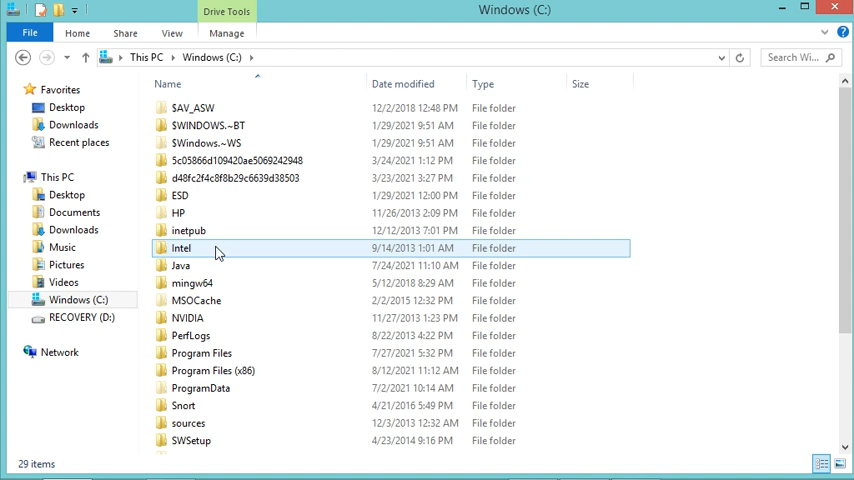 Drive Tools
Windows (C:)
File Home Share View Manage
This PC Windows (C:) Search Wi...
Name Date modified Type Size
Favorites
Desktop
Downloads
Recent places
This PC
Desktop
Documents
Downloads
Music
Pictures
Videos
Windows (C:)
RECOVERY (D:)
Network
$AV_ASW 12/2/2018 12:48 PM File folder
$WINDOWS.~BT 1/29/2021 9:51 AM File folder
$Windows.~WS 1/29/2021 9:51 AM File folder
5c05866d109420ae5069242948 3/24/2021 1:12 PM File folder
d48fc2f4c8f8b29c6639d38503 3/23/2021 3:27 PM File folder
ESD 1/29/2021 12:00 PM File folder
HP 11/26/2013 2:09 PM File folder
inetpub 12/12/2013 7:01 PM File folder
Intel 9/14/2013 1:01 AM File folder
Java 7/24/2021 11:10 AM File folder
mingw64 5/12/2018 8:29 AM File folder
MSOCache 2/2/2015 12:32 PM File folder
NVIDIA 11/27/2013 1:23 PM File folder
PerfLogs 8/22/2013 4:22 PM File folder
Program Files 7/27/2021 5:32 PM File folder
Program Files (x86) 8/12/2021 11:12 AM File folder
ProgramData 7/2/2021 10:14 AM File folder
Snort 4/21/2016 5:49 PM File folder
sources 12/3/2013 12:32 AM File folder
SWSetup 4/23/2014 9:16 PM File folder
29 items